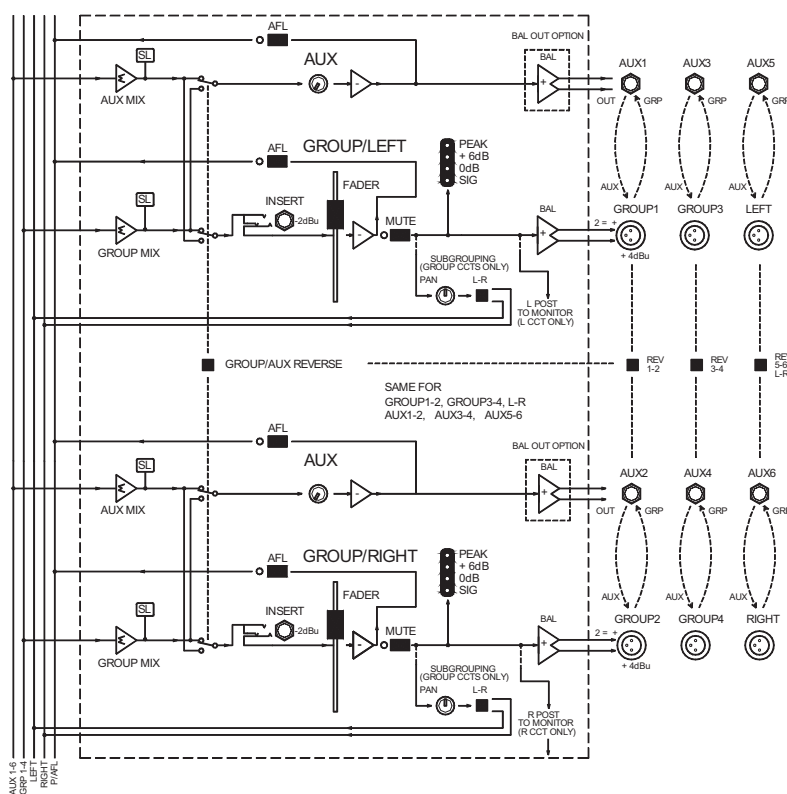 AFL
AUX
SL
AUX MIX
BAL OUT OPTION
BAL
AUX1 AUX3 AUX5
OUT GRP GRP GRP
AFL
GROUP/LEFT
PEAK
+ 6dB
0dB
SIG
FADER
SL
INSERT
-2dBu
GROUP MIX
MUTE
BAL
2 = +
AUX AUX AUX
GROUP1 GROUP3 LEFT
+ 4dBu
SUBGROUPING
(GROUP CCTS ONLY)
PAN L-R
L POST
TO MONITOR
(L CCT ONLY)
GROUP/AUX REVERSE
REV
1-2
REV
3-4
5-6
L-R
SAME FOR
GROUP1-2, GROUP3-4, L-R
AUX1-2, AUX3-4, AUX5-6
AFL
AUX
SL
AUX MIX
BAL OUT OPTION
BAL
AUX2 AUX4 AUX6
OUT GRP GRP GRP
AFL
GROUP/RIGHT
PEAK
+ 6dB
0dB
SIG
FADER
SL
INSERT
-2dBu
GROUP MIX
MUTE
BAL
2 = +
AUX AUX AUX
GROUP2 GROUP4 RIGHT
+ 4dBu
SUBGROUPING
(GROUP CCTS ONLY)
PAN L-R
R POST
TO MONITOR
(R CCT ONLY)
AUX 1-6
GRP 1-4
LEFT
RIGHT
P/AFL